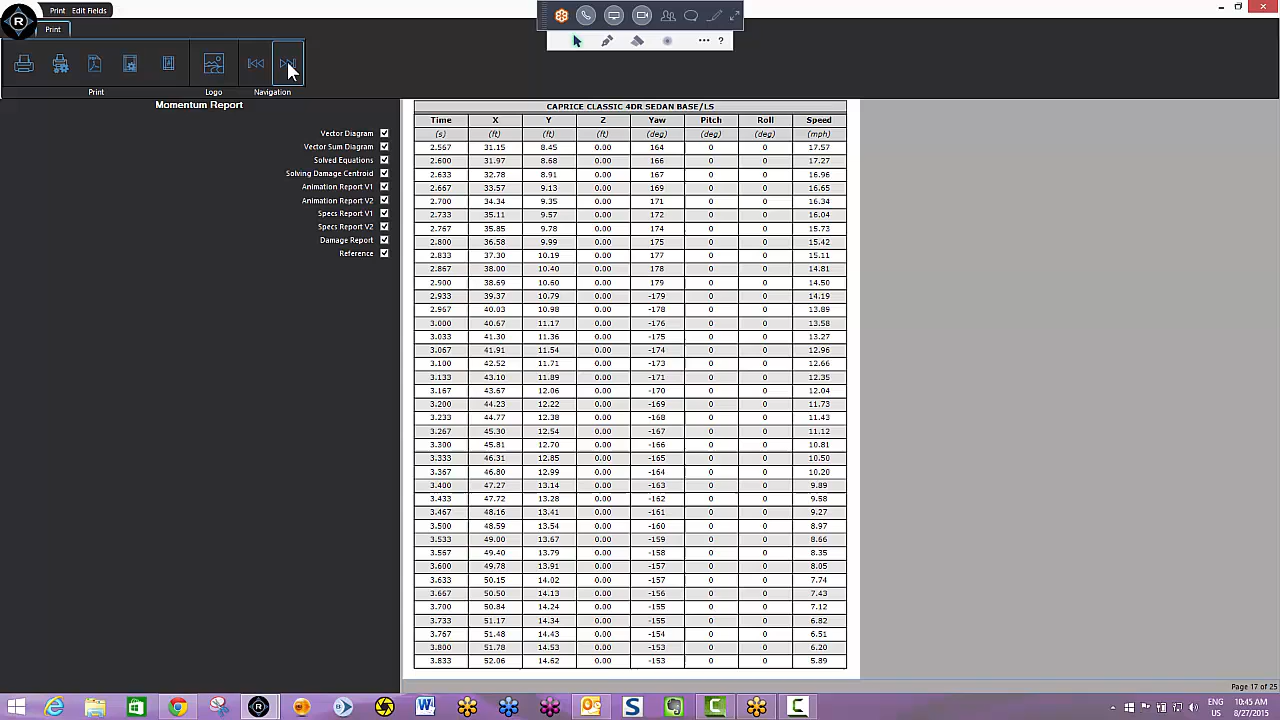 Print Edit Fields
Print
Print Logo Navigation
Momentum Report
Vector Diagram
Vector Sum Diagram
Solved Equations
Solving Damage Centroid
Animation Report V1
Animation Report V2
Specs Report V1
Specs Report V2
Damage Report
Reference
CAPRICE CLASSIC 4DR SEDAN BASE/LS
Time X Y Z Yaw Pitch Roll Speed
(s) (ft) (ft) (ft) (deg) (deg) (deg) (mph)
2.567 31.15 8.45 0.00 164 0 0 17.57
2.600 31.97 8.68 0.00 166 0 0 17.27
2.633 32.78 8.91 0.00 167 0 0 16.96
2.667 33.57 9.13 0.00 169 0 0 16.65
2.700 34.34 9.35 0.00 171 0 0 16.34
2.733 35.11 9.57 0.00 172 0 0 16.04
2.767 35.85 9.78 0.00 174 0 0 15.73
2.800 36.58 9.99 0.00 175 0 0 15.42
2.833 37.30 10.19 0.00 177 0 0 15.11
2.867 38.00 10.40 0.00 178 0 0 14.81
2.900 38.69 10.60 0.00 179 0 0 14.50
2.933 39.37 10.79 0.00 -179 0 0 14.19
2.967 40.03 10.98 0.00 -178 0 0 13.89
3.000 40.67 11.17 0.00 -176 0 0 13.58
3.033 41.30 11.36 0.00 -175 0 0 13.27
3.067 41.91 11.54 0.00 -174 0 0 12.96
3.100 42.52 11.71 0.00 -173 0 0 12.66
3.133 43.10 11.89 0.00 -171 0 0 12.35
3.167 43.67 12.06 0.00 -170 0 0 12.04
3.200 44.23 12.22 0.00 -169 0 0 11.73
3.233 44.77 12.38 0.00 -168 0 0 11.43
3.267 45.30 12.54 0.00 -167 0 0 11.12
3.300 45.81 12.70 0.00 -166 0 0 10.81
3.333 46.31 12.85 0.00 -165 0 0 10.50
3.367 46.80 12.99 0.00 -164 0 0 10.20
3.400 47.27 13.14 0.00 -163 0 0 9.89
3.433 47.72 13.28 0.00 -162 0 0 9.58
3.467 48.16 13.41 0.00 -161 0 0 9.27
3.500 48.59 13.54 0.00 -160 0 0 8.97
3.533 49.00 13.67 0.00 -159 0 0 8.66
3.567 49.40 13.79 0.00 -158 0 0 8.35
3.600 49.78 13.91 0.00 -157 0 0 8.05
3.633 50.15 14.02 0.00 -157 0 0 7.74
3.667 50.50 14.13 0.00 -156 0 0 7.43
3.700 50.84 14.24 0.00 -155 0 0 7.12
3.733 51.17 14.34 0.00 -155 0 0 6.82
3.767 51.48 14.43 0.00 -154 0 0 6.51
3.800 51.78 14.53 0.00 -153 0 0 6.20
3.833 52.06 14.62 0.00 -153 0 0 5.89
Page 17 of 25
ENG 10:45 AM
US 8/27/2015